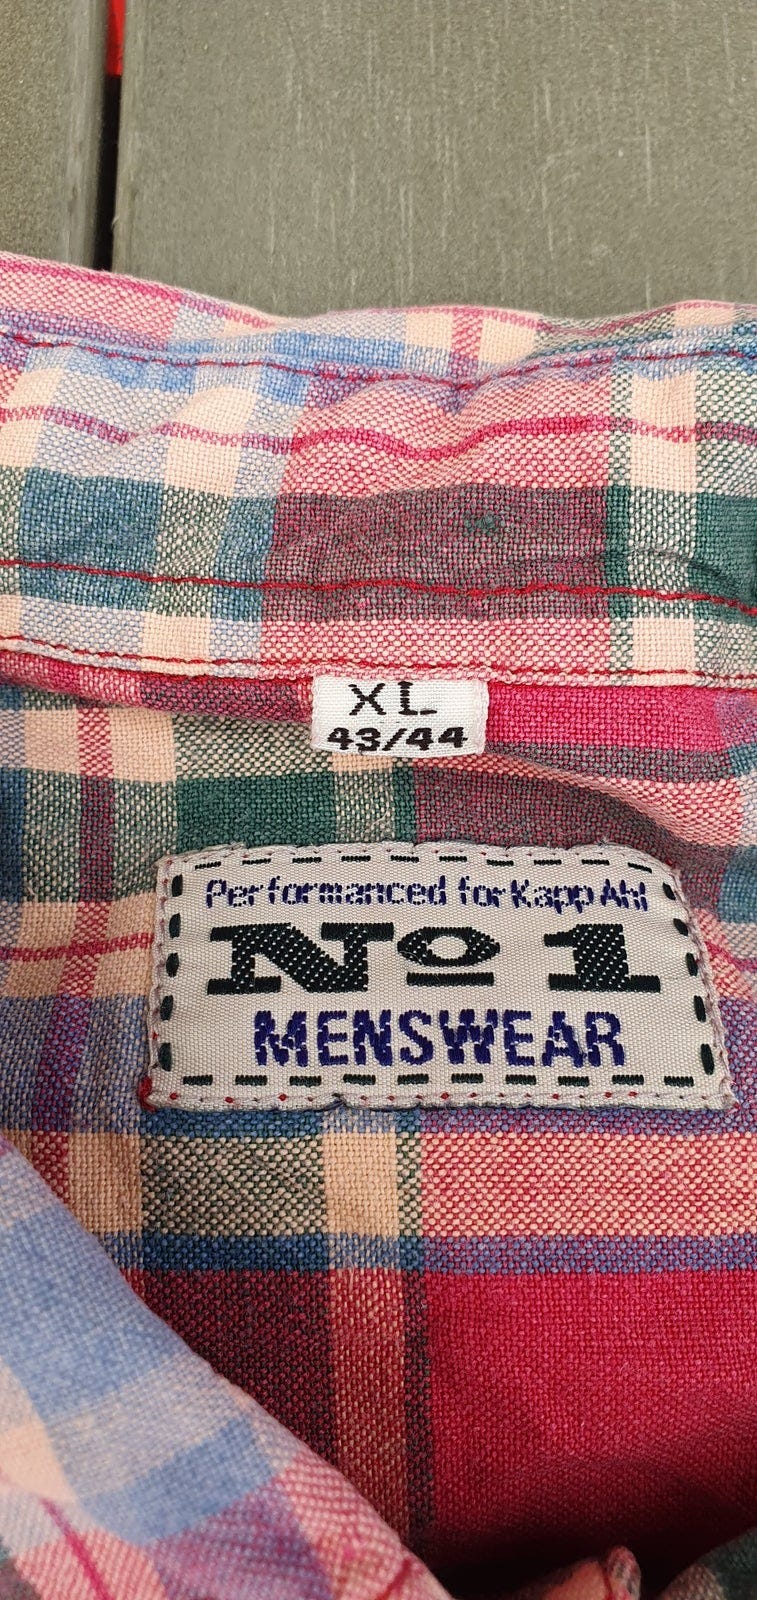 XL
43/44
Performanced for KappAhl
No 1
MENSWEAR